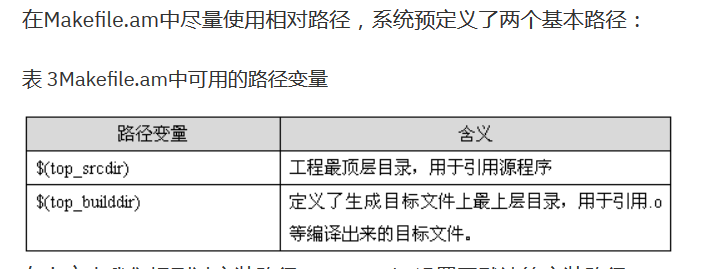 在Makefile.am中尽量使用相对路径，系统预定义了两个基本路径：
表 3Makefile.am中可用的路径变量
路径变量 含义
$(top_srcdir) 工程最顶层目录，用于引用源程序
$(top_builddir) 定义了生成目标文件上最上层目录，用于引用.o
等编译出来的目标文件。